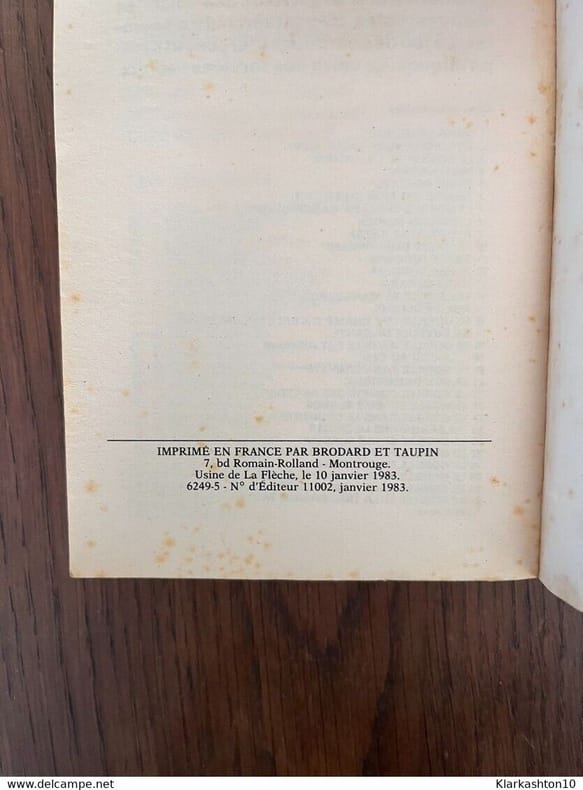 IMPRIMÉ EN FRANCE PAR BRODARD ET TAUPIN
7, bd Romain-Rolland - Montrouge.
Usine de La Flèche, le 10 janvier 1983.
6249-5 - N° d'Éditeur 11002, janvier 1983.
www.delcampe.net
Klarkashton10